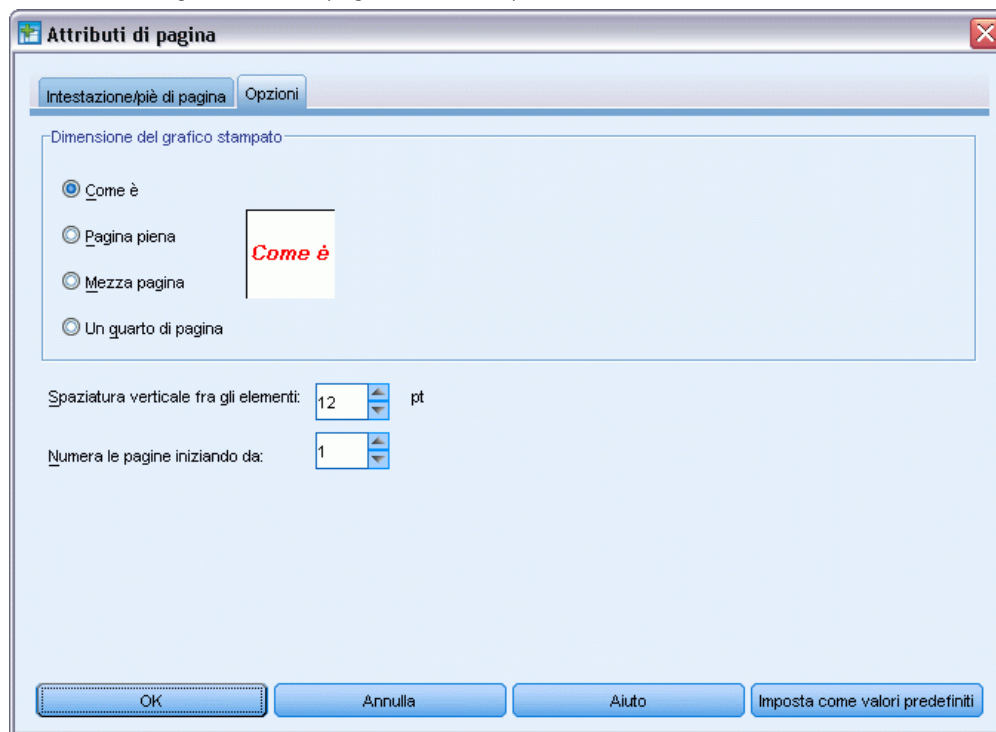 Attributi di pagina
Intestazione/piè di pagina Opzioni
Dimensione del grafico stampato
Come è
Pagina piena
Come è
Mezza pagina
Un quarto di pagina
Spaziatura verticale fra gli elementi: 12 pt
Numera le pagine iniziando da: 1
OK Annulla Aiuto Imposta come valori predefiniti